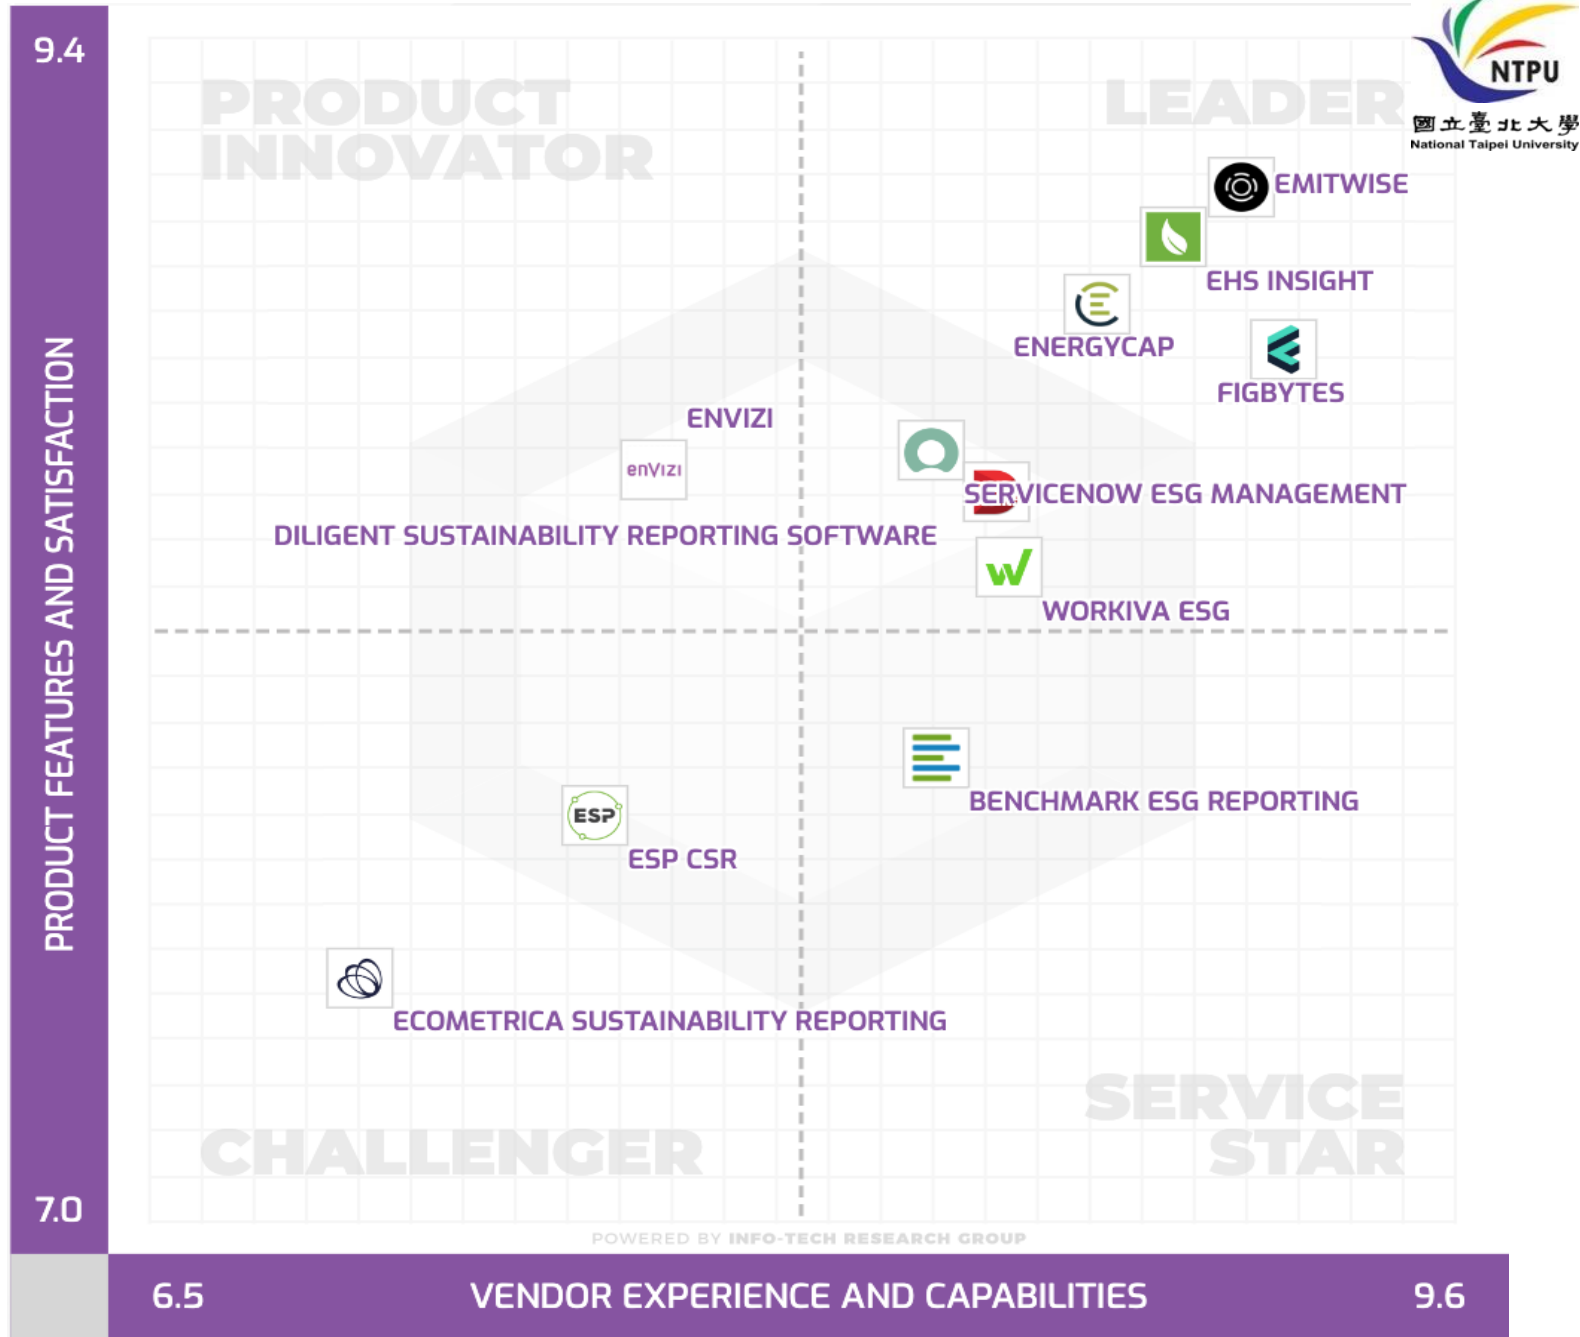 9.4
PRODUCT FEATURES AND SATISFACTION
7.0
PRODUCT
INNOVATOR
LEADER
NTPU
國立臺北大學
National Taipei University
EMITWISE
EHS INSIGHT
ENERGYCAP
FIGBYTES
ENVIZI
enVIZI
SERVICENOW ESG MANAGEMENT
DILIGENT SUSTAINABILITY REPORTING SOFTWARE
W
WORKIVA ESG
BENCHMARK ESG REPORTING
ESP
ESP CSR
ECOMETRICA SUSTAINABILITY REPORTING
CHALLENGER
SERVICE
STAR
POWERED BY INFO-TECH RESEARCH GROUP
6.5
VENDOR EXPERIENCE AND CAPABILITIES
9.6